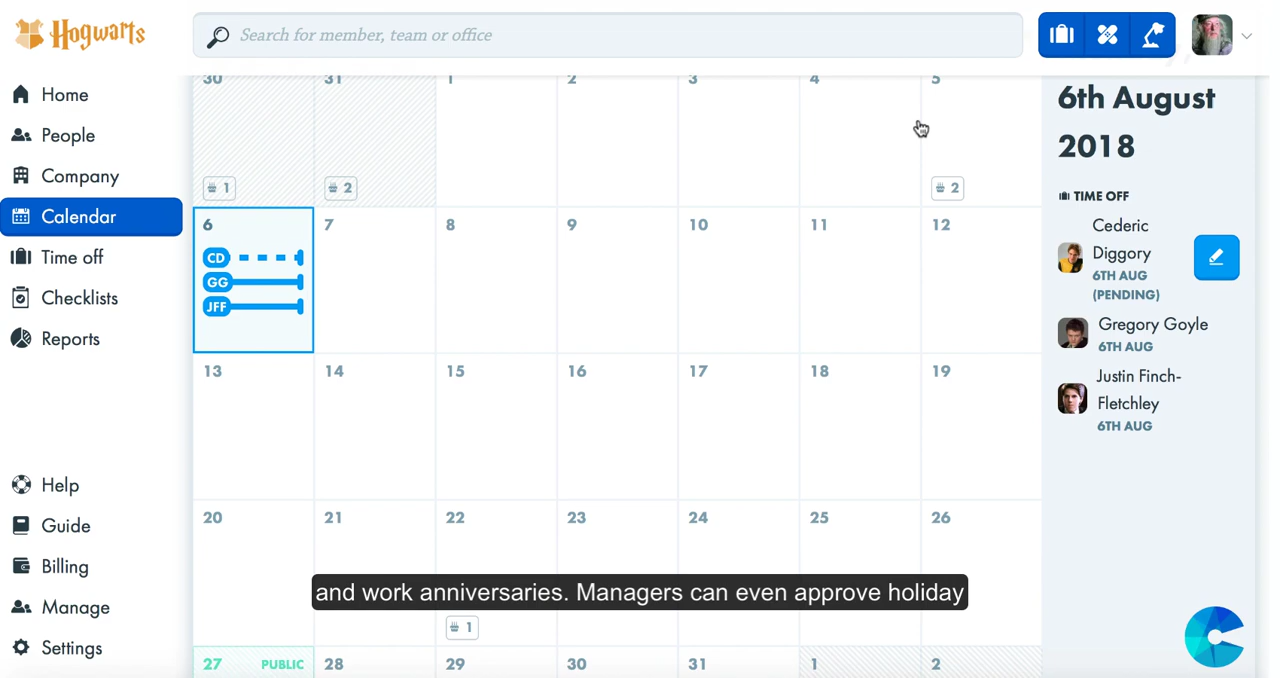 Hogwarts
Search for member, team or office
Home
People
Company
Calendar
Time off
Checklists
Reports
Help
Guide
Billing
Manage
Settings
30 31 1 2 3 4 5
1 2 2
6 7 8 9 10 11 12
CD
GG
JFF
13 14 15 16 17 18 19
20 21 22 23 24 25 26
and work anniversaries. Managers can even approve holiday
1
27 PUBLIC 28 29 30 31 1 2
6th August
2018
TIME OFF
Cederic
Diggory
6TH AUG
(PENDING)
Gregory Goyle
6TH AUG
Justin Finch-
Fletchley
6TH AUG